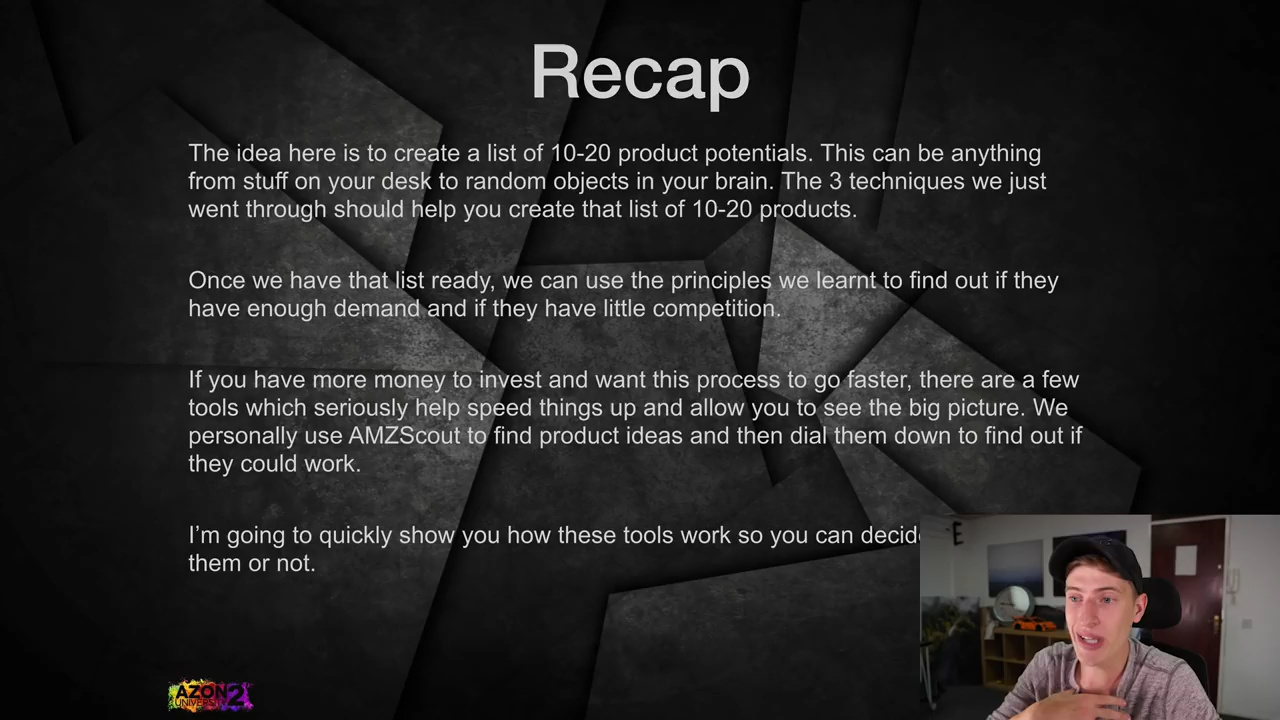 Recap
The idea here is to create a list of 10-20 product potentials. This can be anything
from stuff on your desk to random objects in your brain. The 3 techniques we just
went through should help you create that list of 10-20 products.
Once we have that list ready, we can use the principles we learnt to find out if they
have enough demand and if they have little competition.
If you have more money to invest and want this process to go faster, there are a few
tools which seriously help speed things up and allow you to see the big picture. We
personally use AMZScout to find product ideas and then dial them down to find out if
they could work.
I’m going to quickly show you how these tools work so you can decide
them or not.
E
AZON 2
UNIVERSITY